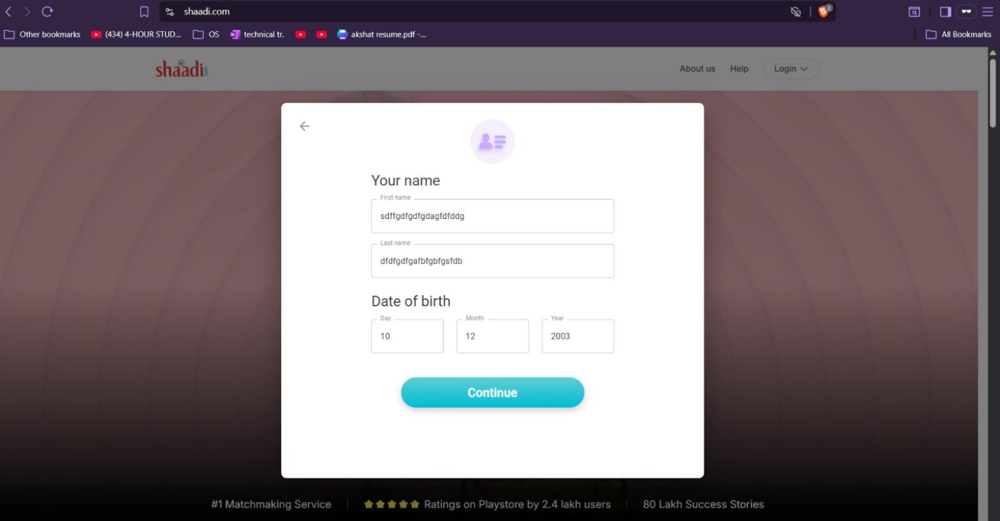 shaadi.com
2
Other bookmarks
(434) 4-HOUR STUD...
OS
technical tr.
akshat resume.pdf -...
All Bookmarks
shaadi
About us
Help
Login
Your name
First name
sdffgdfgdfgdagfdfddg
Last name
dfdfgdfgafbfgbfgsfdb
Date of birth
Day
Month
Year
10
12
2003
Continue
#1 Matchmaking Service
Ratings on Playstore by 2.4 lakh users
80 Lakh Success Stories